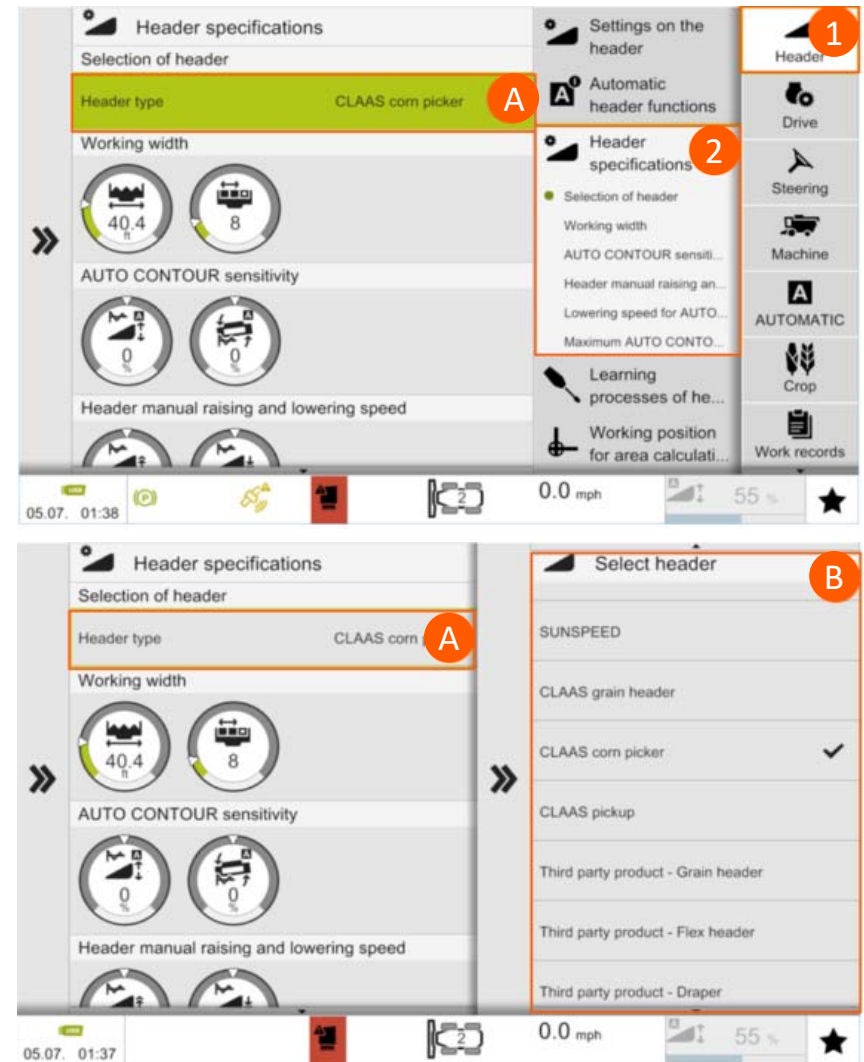 Header specifications
Selection of header
Header type CLAAS corn picker A
Working width
40.4
ft
8
AUTO CONTOUR sensitivity
A
0
%
A
0
%
Header manual raising and lowering speed
Settings on the
header
A
Automatic
header functions
Header
specifications 2
Selection of header
Working width
AUTO CONTOUR sensiti...
Header manual raising an...
Lowering speed for AUTO...
Maximum AUTO CONTO...
Learning
processes of he...
Working position
for area calculati...
1
Header
Drive
Steering
Machine
A
AUTOMATIC
Crop
Work records
05.07. 01:38
(P)
2
0.0 mph
A
55 %
Header specifications
Selection of header
Header type CLAAS corn p A
Working width
40.4
ft
8
AUTO CONTOUR sensitivity
A
0
%
A
0
%
Header manual raising and lowering speed
Select header B
SUNSPEED
CLAAS grain header
CLAAS corn picker
CLAAS pickup
Third party product - Grain header
Third party product - Flex header
Third party product - Draper
05.07. 01:37
2
0.0 mph
A
55 %